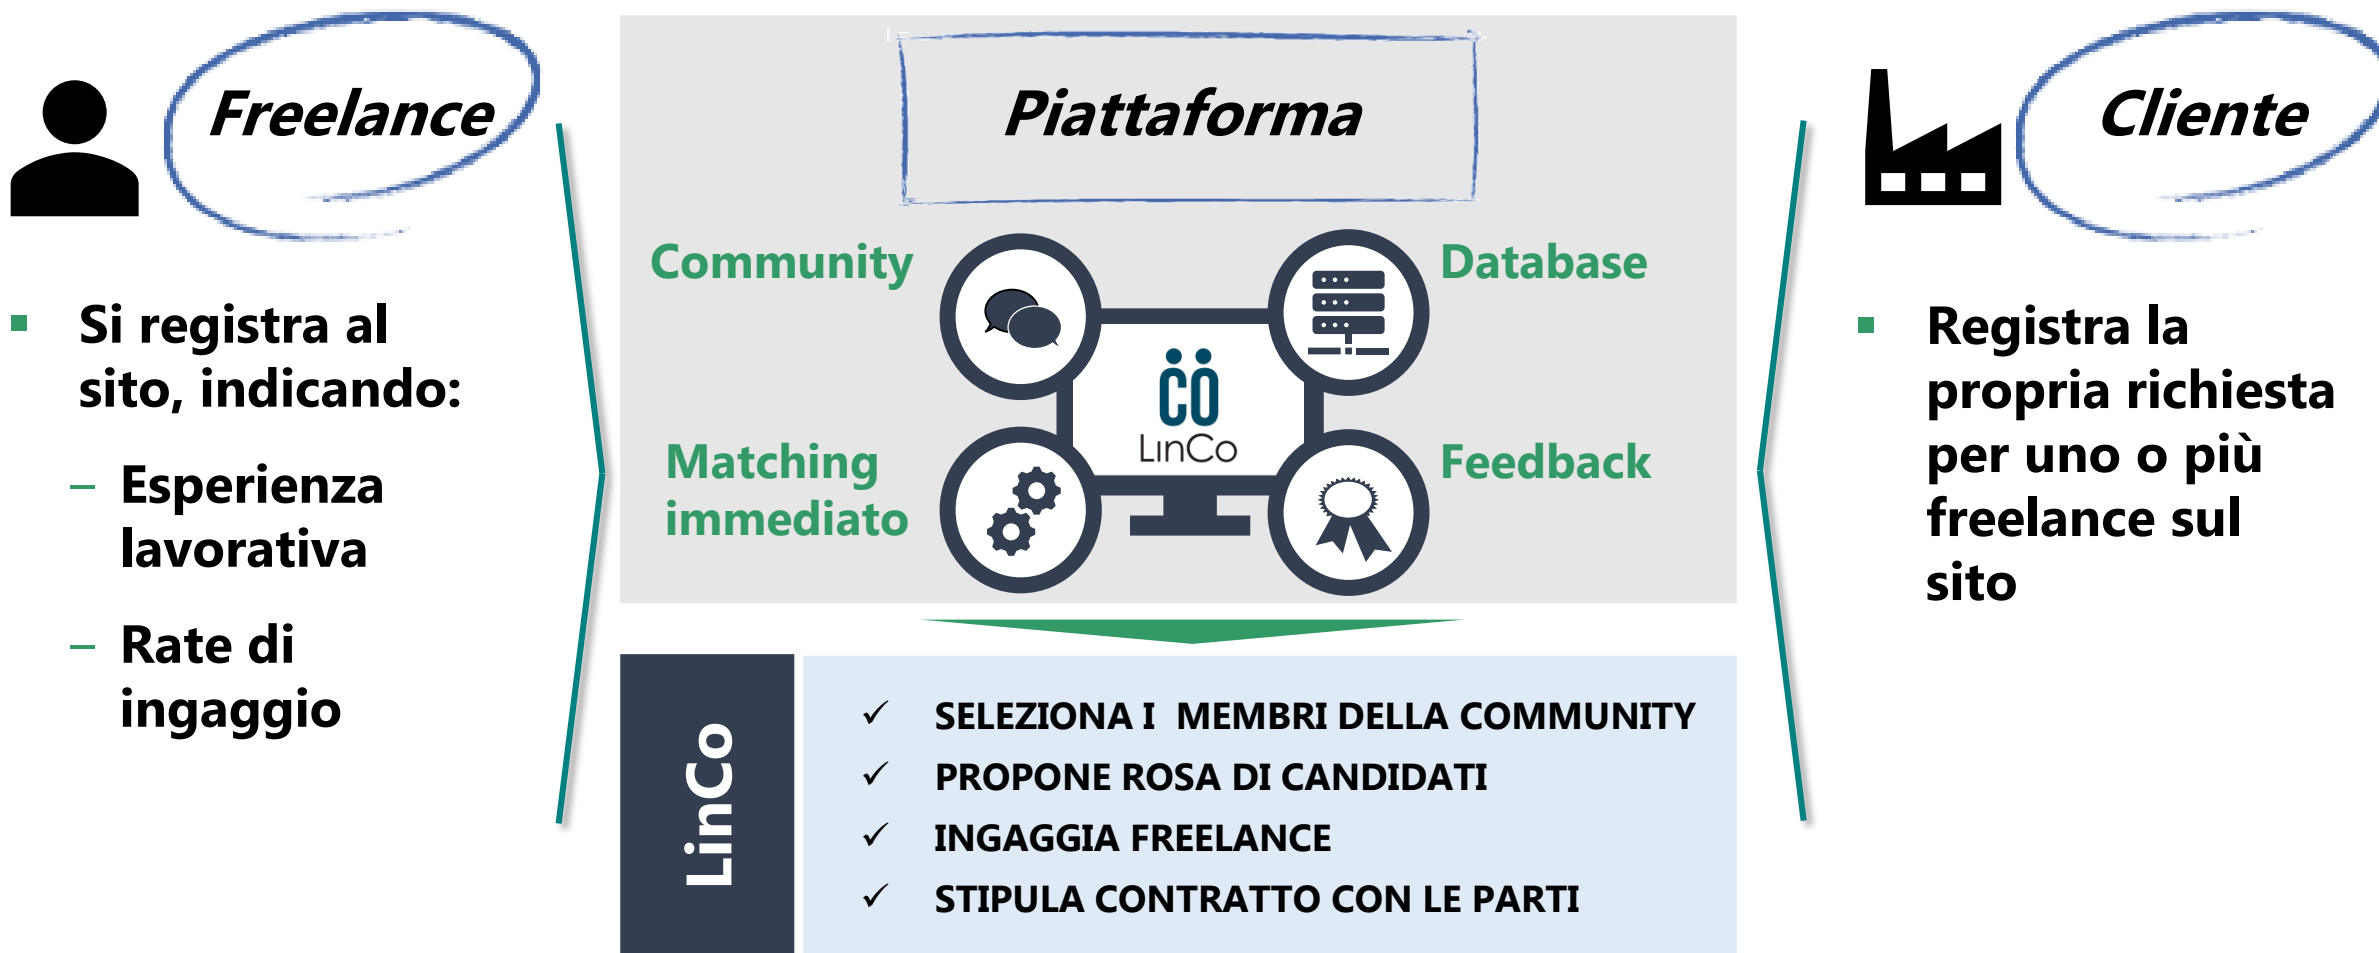 Freelance
Si registra al
sito, indicando:
Esperienza
lavorativa
Rate di
ingaggio
Piattaforma
Community
Database
Matching
immediato
Feedback
LinCo
LinCo
SELEZIONA I  MEMBRI DELLA COMMUNITY
PROPONE ROSA DI CANDIDATI
INGAGGIA FREELANCE
STIPULA CONTRATTO CON LE PARTI
Cliente
Registra la
propria richiesta
per uno o più
freelance sul
sito